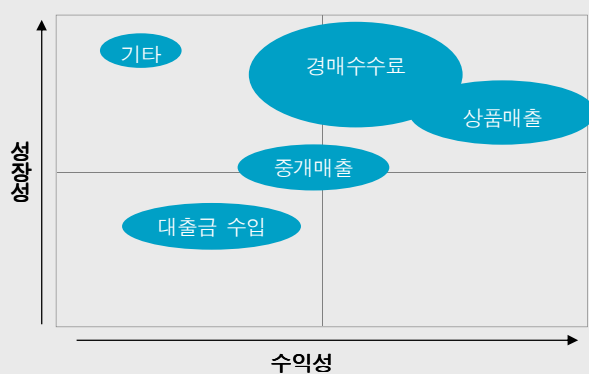 기타
경매수수료
상품매출
중개매출
대출금 수입
성장성
수익성